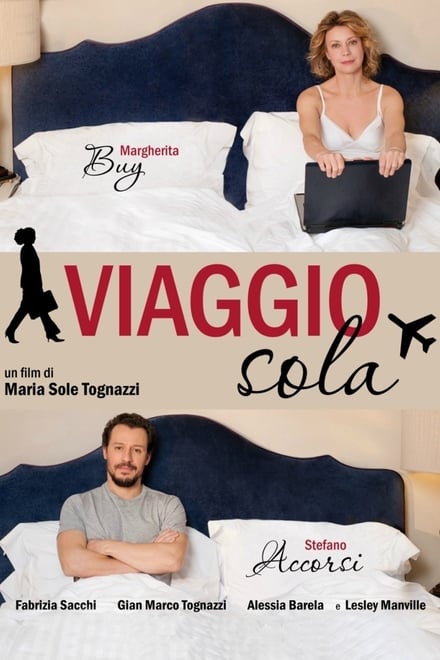 Margherita
Buy
VIAGGIO
sola
un film di
Maria Sole Tognazzi
Stefano
Accorsi
Fabrizia Sacchi Gian Marco Tognazzi Alessia Barela e Lesley Manville